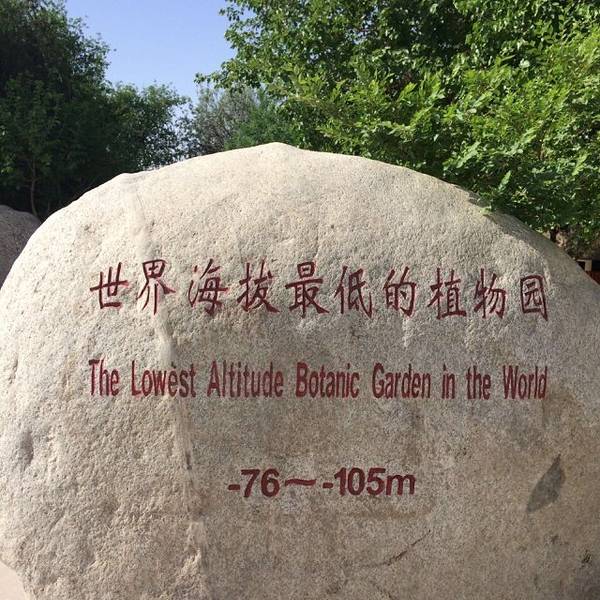 世界海拔最低的植物园
The Lowest Altitude Botanic Garden in the World
-76～-105m